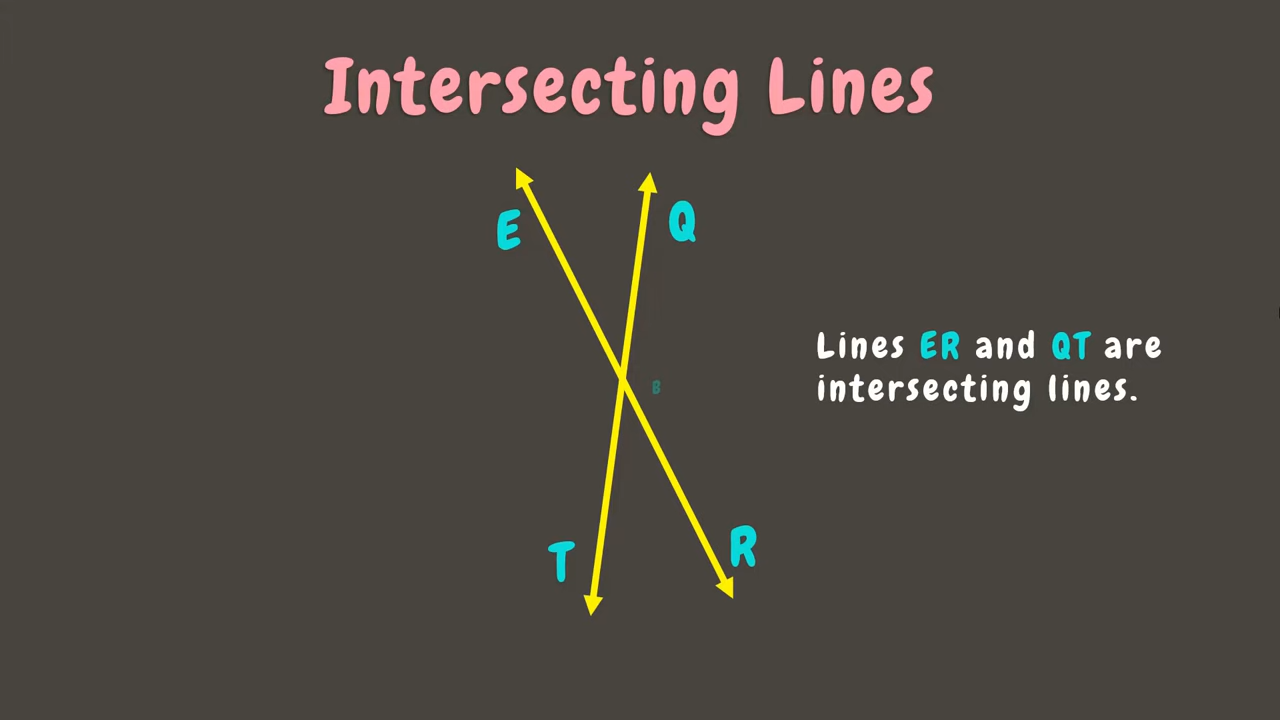 Intersecting Lines
E
Q
B
T
R
Lines ER and QT are
intersecting lines.